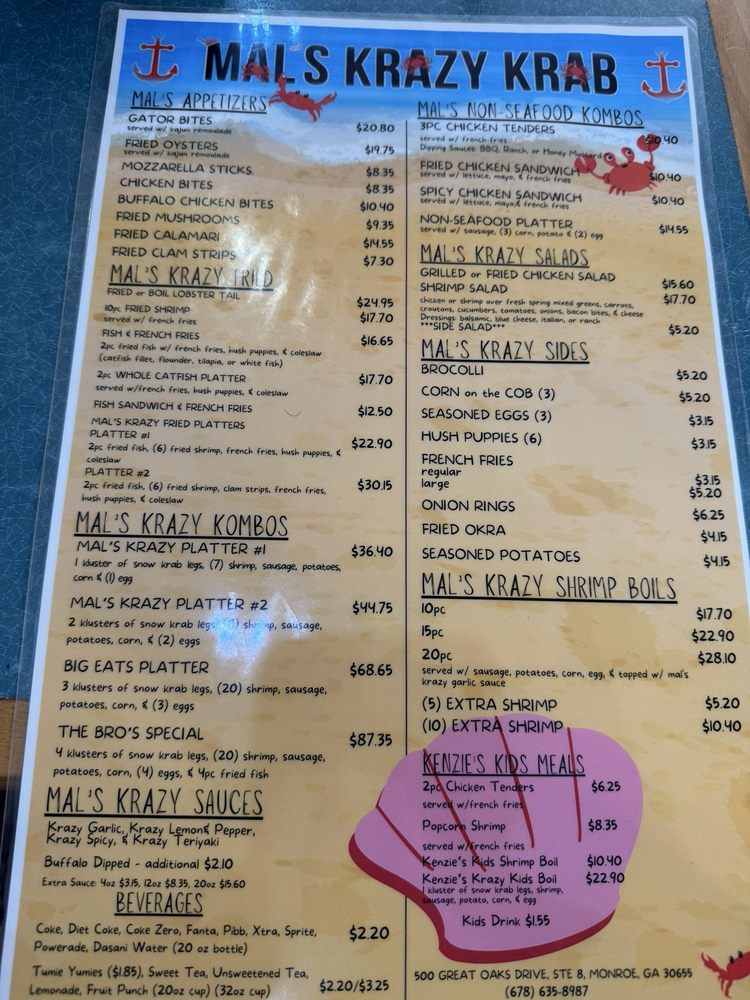 MAL'S KRAZY KRAB
MAL'S APPETIZERS
GATOR BITES $20.80
served w/ kajun remoulade
FRIED OYSTERS $19.75
served w/ kajun remoulade
MOZZARELLA STICKS $8.35
CHICKEN BITES $8.35
BUFFALO CHICKEN BITES $10.40
FRIED MUSHROOMS $9.35
FRIED CALAMARI $14.55
FRIED CLAM STRIPS $7.30
MAL'S KRAZY FRIED
FRIED or BOIL LOBSTER TAIL $24.95
10pc FRIED SHRIMP $17.70
served w/ french fries
FISH & FRENCH FRIES $16.65
2pc fried fish w/ french fries, hush puppies, & coleslaw
(catfish fillet, flounder, tilapia, or white fish)
2pc WHOLE CATFISH PLATTER $17.70
served w/french fries, hush puppies, & coleslaw
FISH SANDWICH & FRENCH FRIES $12.50
MAL'S KRAZY FRIED PLATTERS
PLATTER #1 $22.90
2pc fried fish, (6) fried shrimp, french fries, hush puppies, &
coleslaw
PLATTER #2 $30.15
2pc fried fish, (6) fried shrimp, clam strips, french fries,
hush puppies, & coleslaw
MAL'S KRAZY KOMBOS
MAL'S KRAZY PLATTER #1 $36.40
1 kluster of snow krab legs, (7) shrimp, sausage, potatoes,
corn & (1) egg
MAL'S KRAZY PLATTER #2 $44.75
2 klusters of snow krab legs, shrimp, sausage,
potatoes, corn, & (2) eggs
BIG EATS PLATTER $68.65
3 klusters of snow krab legs, (20) shrimp, sausage,
potatoes, corn, & (3) eggs
THE BRO'S SPECIAL $87.35
4 klusters of snow krab legs, (20) shrimp, sausage,
potatoes, corn, (4) eggs, & 4pc fried fish
MAL'S KRAZY SAUCES
Krazy Garlic, Krazy Lemon& Pepper,
Krazy Spicy, & Krazy Teriyaki
Buffalo Dipped - additional $2.10
Extra Sauce: 4oz $3.15, 12oz $8.35, 20oz $15.60
BEVERAGES
Coke, Diet Coke, Coke Zero, Fanta, Pibb, Xtra, Sprite, $2.20
Powerade, Dasani Water (20 oz bottle)
Tumie Yumies ($1.85), Sweet Tea, Unsweetened Tea,
Lemonade, Fruit Punch (20oz cup) (32oz cup) $2.20/$3.25
MAL'S NON-SEAFOOD KOMBOS
3PC CHICKEN TENDERS $10.40
served w/ french fries
Dipping Sauces: BBQ, Ranch, or Honey Mustard
FRIED CHICKEN SANDWICH $10.40
served w/ lettuce, mayo, & french fries
SPICY CHICKEN SANDWICH $10.40
served w/ lettuce, mayo,& french fries
NON-SEAFOOD PLATTER $14.55
served w/ sausage, (3) corn, potato & (2) egg
MAL'S KRAZY SALADS
GRILLED or FRIED CHICKEN SALAD $15.60
SHRIMP SALAD $17.70
chicken or shrimp over fresh spring mixed greens, carrots,
croutons, cucumbers, tomatoes, onions, bacon bites, & cheese
Dressings: balsamic, blue cheese, italian, or ranch
***SIDE SALAD*** $5.20
MAL'S KRAZY SIDES
BROCOLLI $5.20
CORN on the COB (3) $5.20
SEASONED EGGS (3) $3.15
HUSH PUPPIES (6) $3.15
FRENCH FRIES
regular $3.15
large $5.20
ONION RINGS $6.25
FRIED OKRA $4.15
SEASONED POTATOES $4.15
MAL'S KRAZY SHRIMP BOILS
10pc $17.70
15pc $22.90
20pc $28.10
served w/ sausage, potatoes, corn, egg, & topped w/ mal's
krazy garlic sauce
(5) EXTRA SHRIMP $5.20
(10) EXTRA SHRIMP $10.40
KENZIE'S KIDS MEALS
2pc Chicken Tenders $6.25
served w/french fries
Popcorn Shrimp $8.35
served w/french fries
Kenzie's Kids Shrimp Boil $10.40
Kenzie's Krazy Kids Boil $22.90
1 kluster of snow krab legs, shrimp,
sausage, potato, corn, & egg
Kids Drink $1.55
500 GREAT OAKS DRIVE, STE 8, MONROE, GA 30655
(678) 635-8987